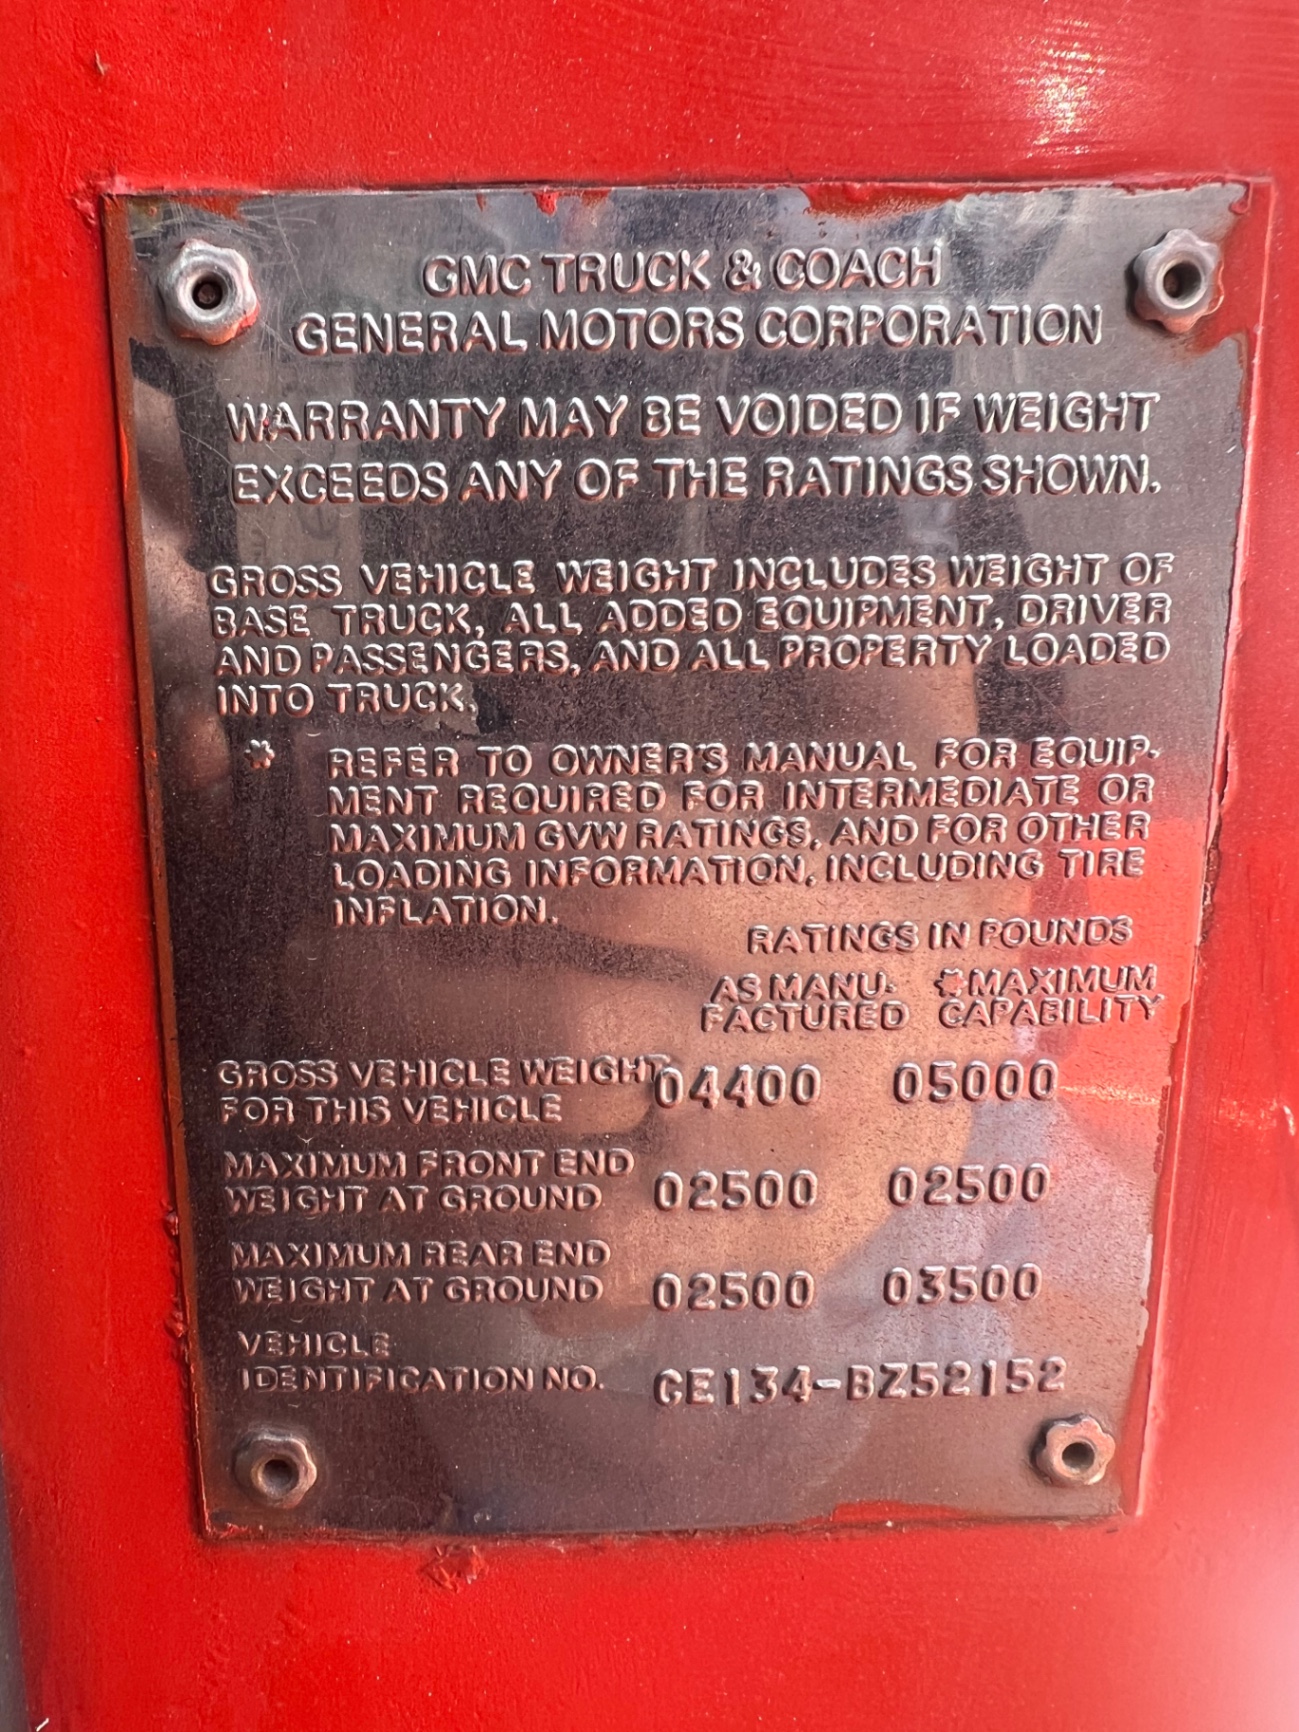 GMC TRUCK & COACH
GENERAL MOTORS CORPORATION
WARRANTY MAY BE VOIDED IF WEIGHT
EXCEEDS ANY OF THE RATINGS SHOWN.
GROSS VEHICLE WEIGHT INCLUDES WEIGHT OF
BASE TRUCK, ALL ADDED EQUIPMENT, DRIVER
AND PASSENGERS, AND ALL PROPERTY LOADED
INTO TRUCK.
* REFER TO OWNER'S MANUAL FOR EQUIP-
MENT REQUIRED FOR INTERMEDIATE OR
MAXIMUM GVW RATINGS, AND FOR OTHER
LOADING INFORMATION, INCLUDING TIRE
INFLATION.
RATINGS IN POUNDS
AS MANU- *MAXIMUM
FACTURED CAPABILITY
GROSS VEHICLE WEIGHT 04400 05000
FOR THIS VEHICLE
MAXIMUM FRONT END
WEIGHT AT GROUND 02500 02500
MAXIMUM REAR END
WEIGHT AT GROUND 02500 03500
VEHICLE
IDENTIFICATION NO. CE134-BZ52152